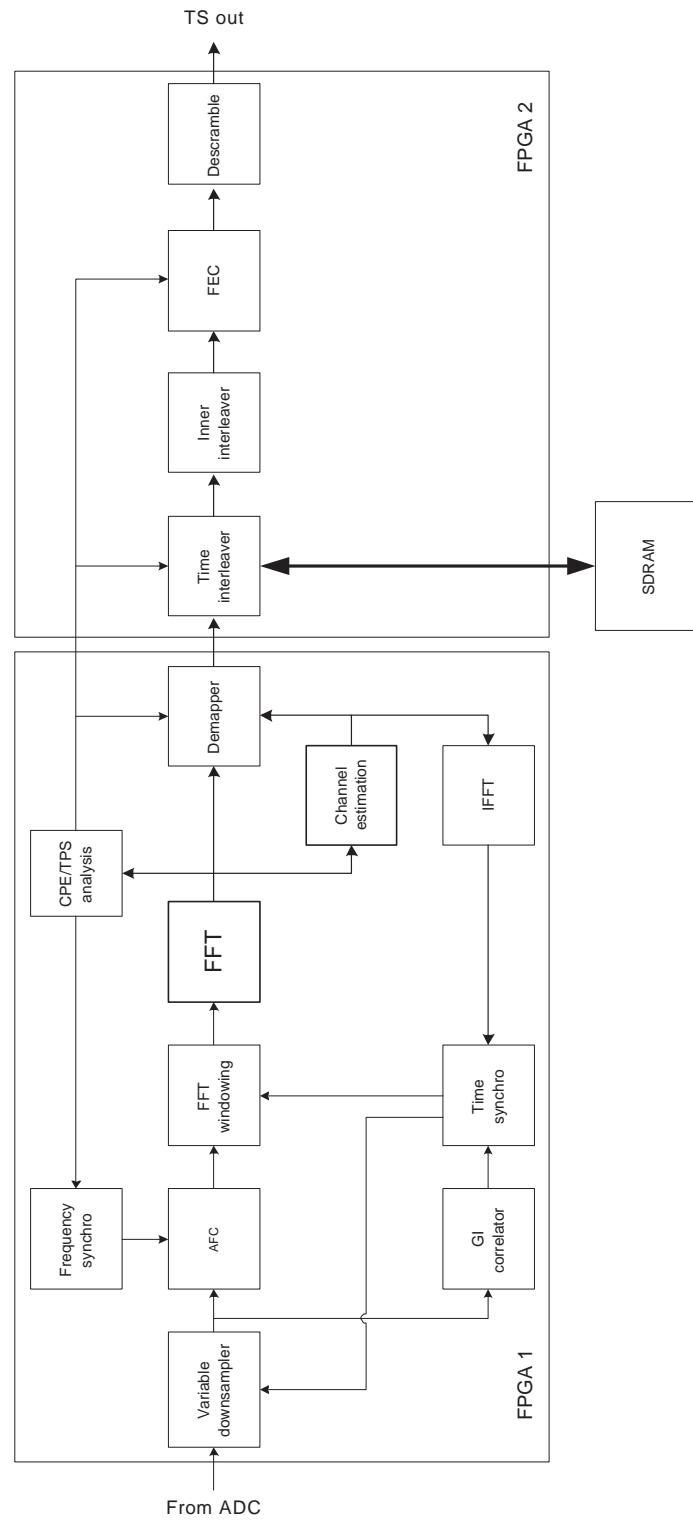 TS out
Descramble
FPGA 2
FEC
Inner
interleaver
Time
interleaver
SDRAM
Demapper
Channel
estimation
IFFT
CPE/TPS
analysis
FFT
FFT
windowing
Time
synchro
Frequency
synchro
AFC
GI
correlator
Variable
downsampler
FPGA 1
From ADC